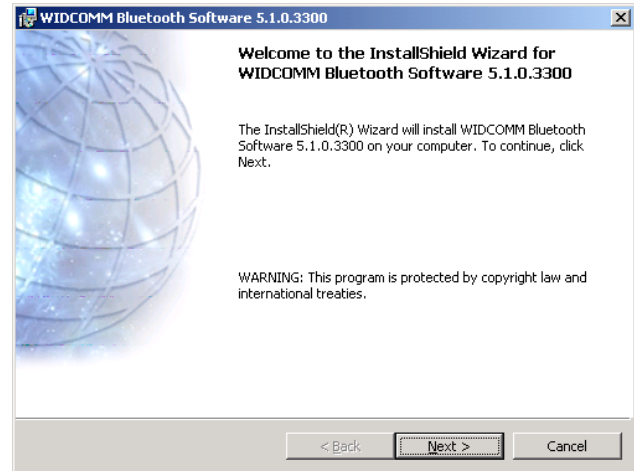 WIDCOMM Bluetooth Software 5.1.0.3300
Welcome to the InstallShield Wizard for
WIDCOMM Bluetooth Software 5.1.0.3300
The InstallShield(R) Wizard will install WIDCOMM Bluetooth
Software 5.1.0.3300 on your computer. To continue, click
Next.
WARNING: This program is protected by copyright law and
international treaties.
< Back
Next >
Cancel